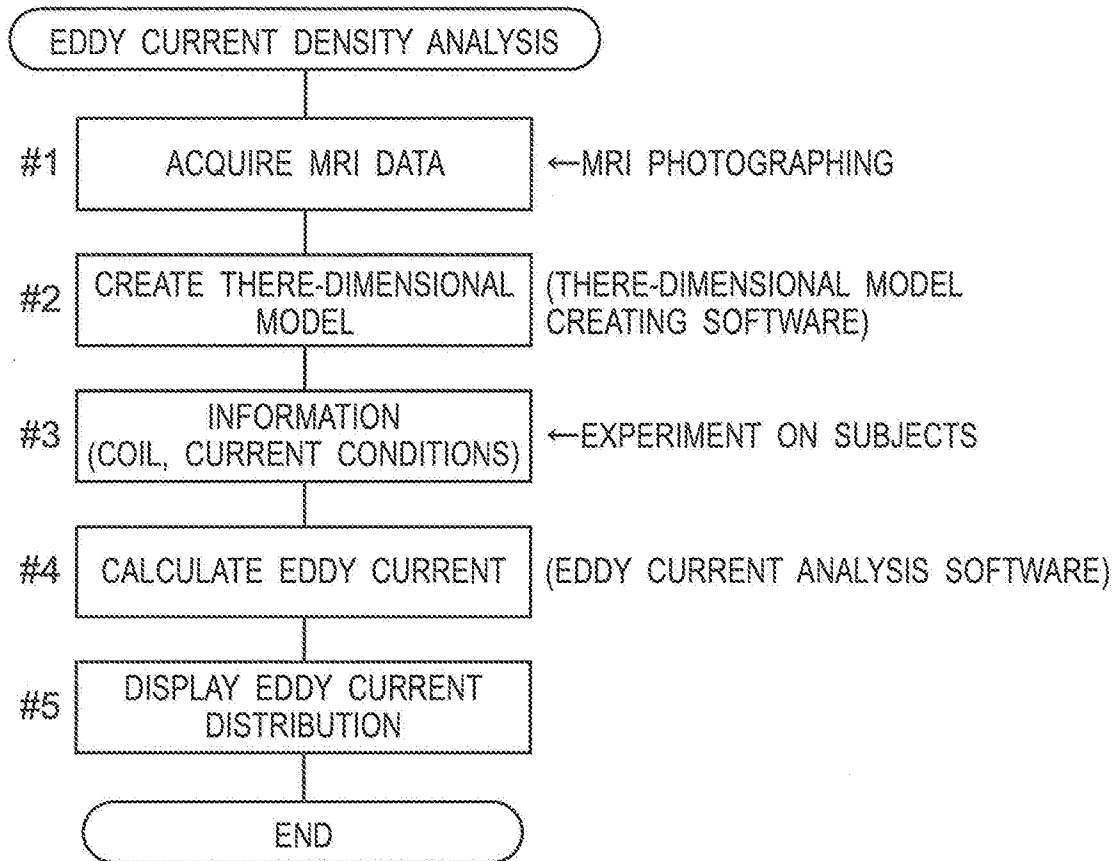 EDDY CURRENT DENSITY ANALYSIS
#1
ACQUIRE MRI DATA
←MRI PHOTOGRAPHING
#2
CREATE THERE-DIMENSIONAL
MODEL
(THERE-DIMENSIONAL MODEL
CREATING SOFTWARE)
#3
INFORMATION
(COIL, CURRENT CONDITIONS)
←EXPERIMENT ON SUBJECTS
#4
CALCULATE EDDY CURRENT
(EDDY CURRENT ANALYSIS SOFTWARE)
#5
DISPLAY EDDY CURRENT
DISTRIBUTION
END